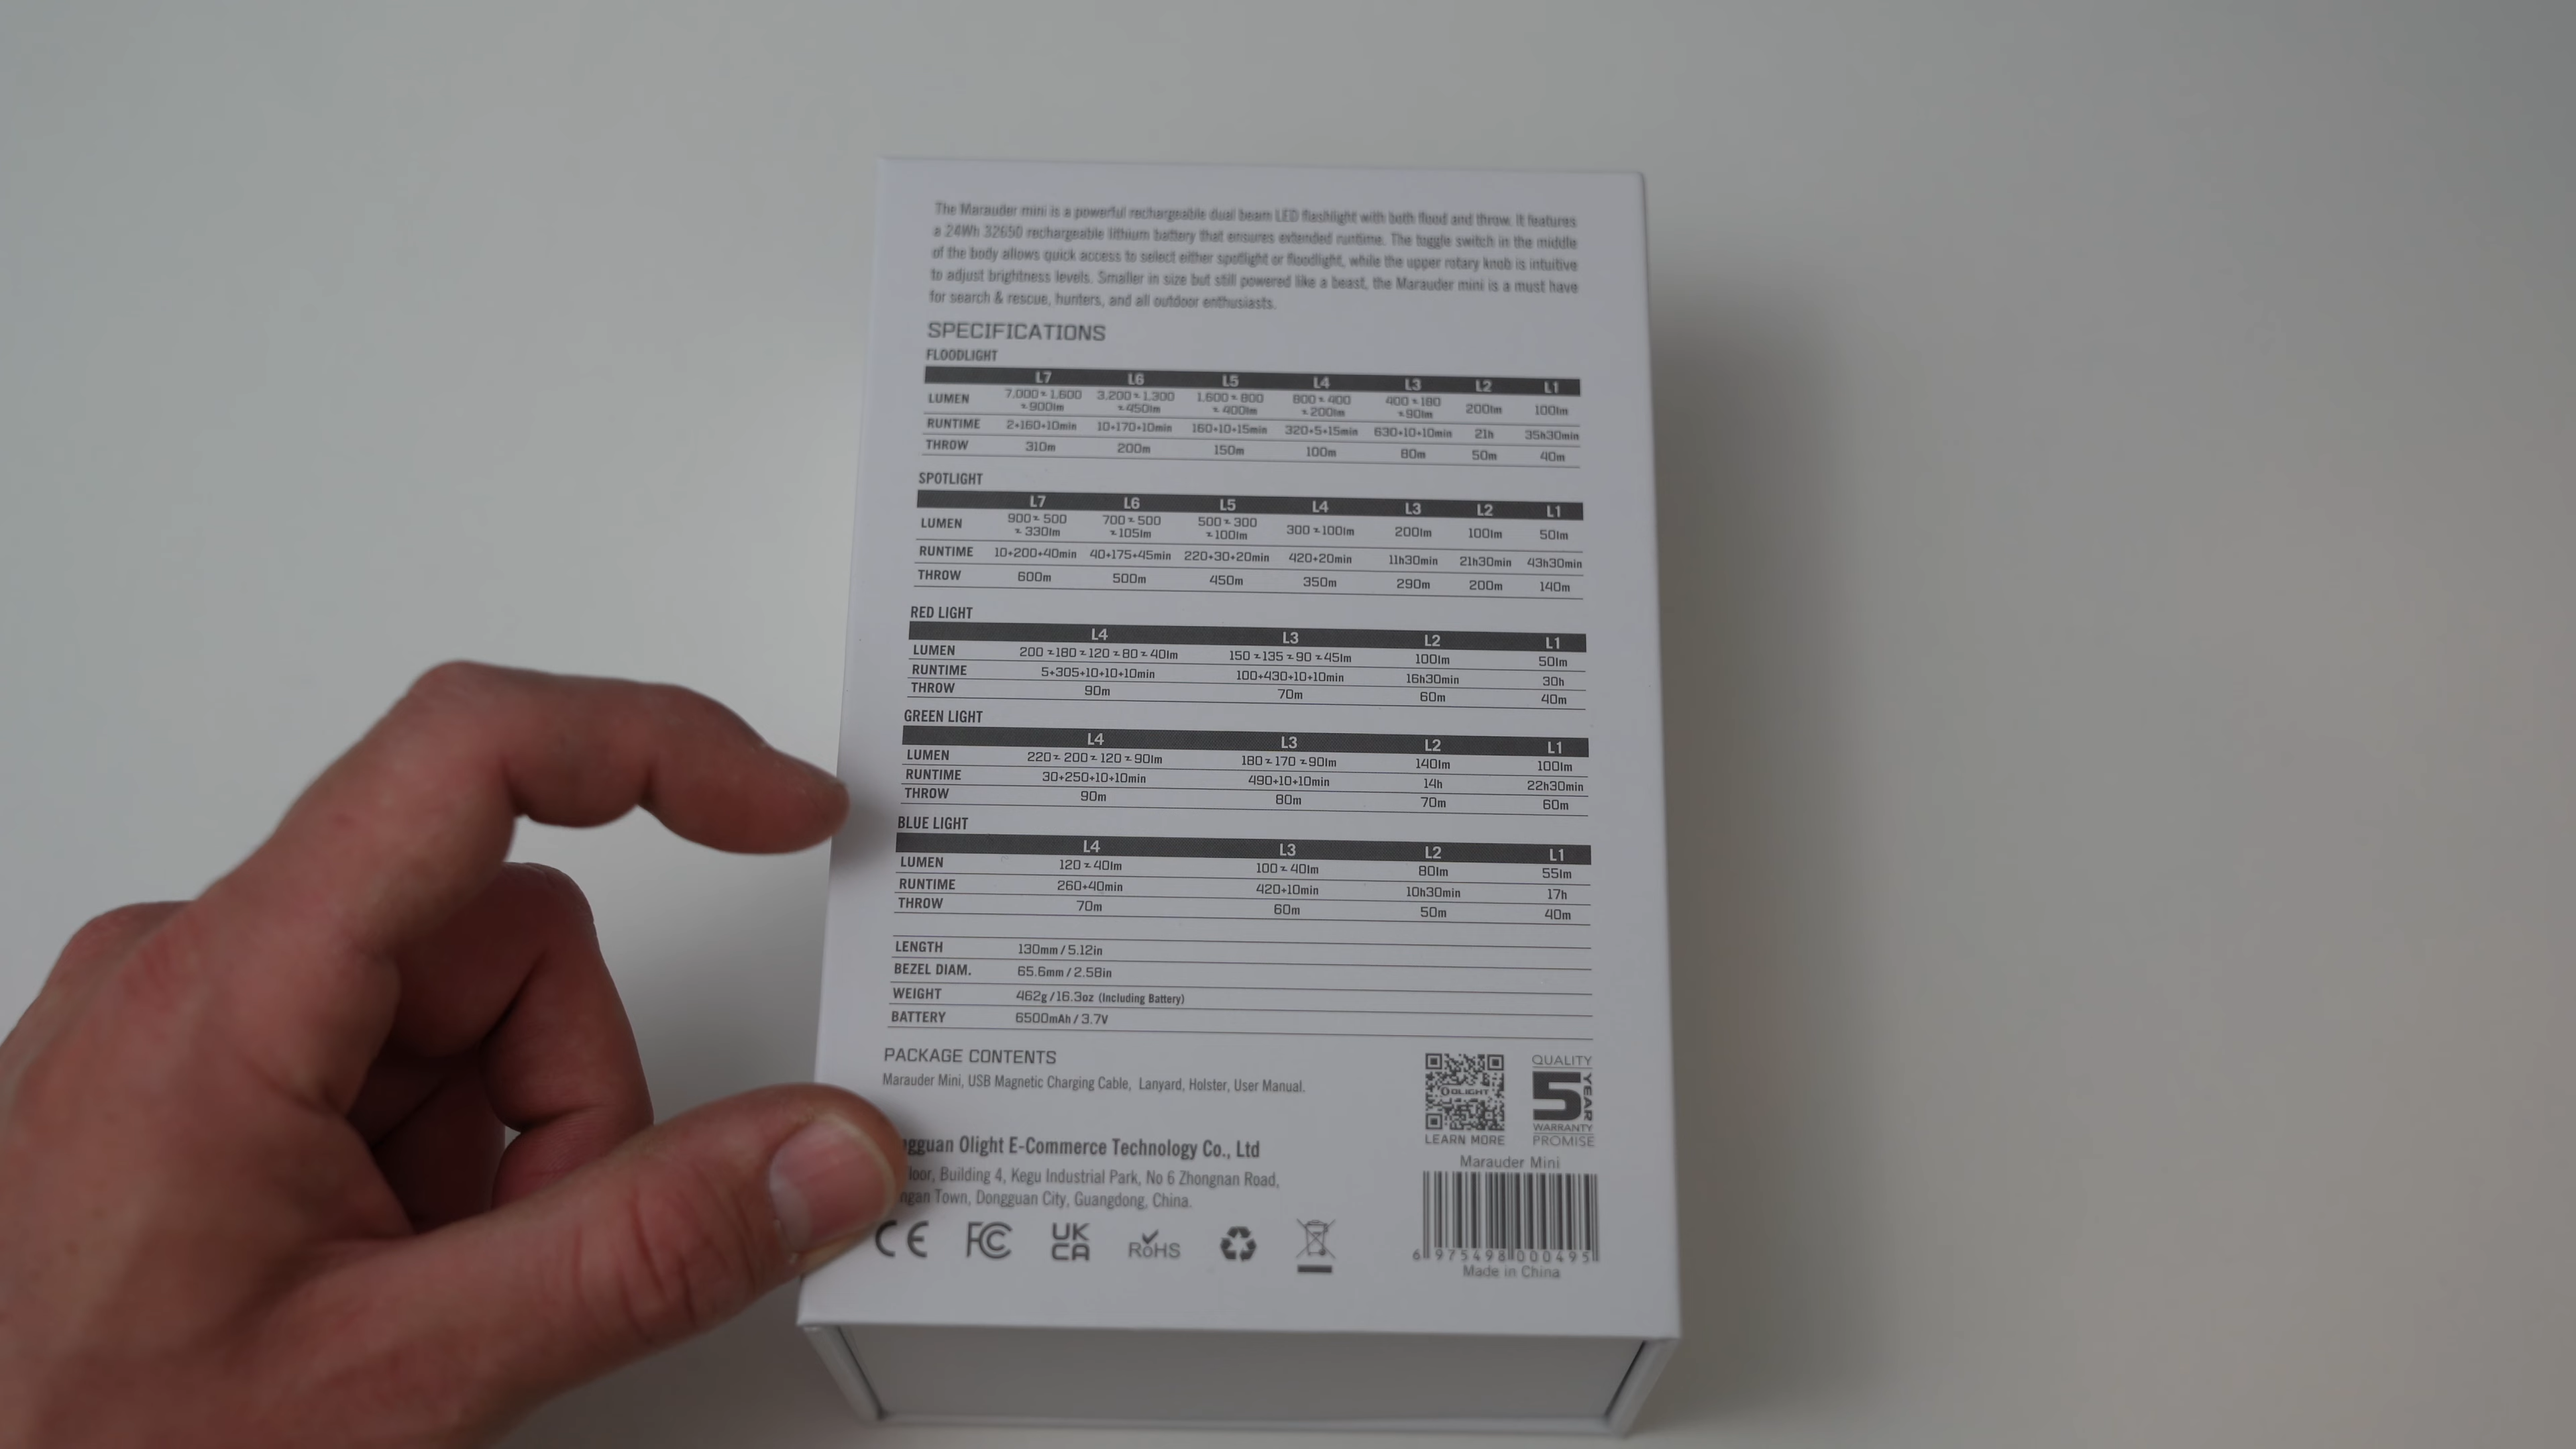 The Marauder mini is a powerful rechargeable dual beam LED flashlight with both flood and throw. It features
a 24Wh 32650 rechargeable lithium battery that ensures extended runtime. The toggle switch in the middle
of the body allows quick access to select either spotlight or floodlight, while the upper rotary knob is intuitive
to adjust brightness levels. Smaller in size but still powered like a beast, the Marauder mini is a must have
for search & rescue, hunters, and all outdoor enthusiasts.
SPECIFICATIONS
FLOODLIGHT
L7 L6 L5 L4 L3 L2 L1
LUMEN 7,000~1,600 3,200~1,300 1,600~800 800~400 400~180 200lm 100lm
~900lm ~450lm ~400lm ~200lm ~90lm
RUNTIME 2+160+10min 10+170+10min 160+10+15min 320+5+15min 630+10+10min 21h 35h30min
THROW 310m 200m 150m 100m 80m 50m 40m
SPOTLIGHT
L7 L6 L5 L4 L3 L2 L1
LUMEN 900~500 700~500 500~300 300~100lm 200lm 100lm 50lm
~330lm ~105lm ~100lm
RUNTIME 10+200+40min 40+175+45min 220+30+20min 420+20min 11h30min 21h30min 43h30min
THROW 600m 500m 450m 350m 290m 200m 140m
RED LIGHT
L4 L3 L2 L1
LUMEN 200~180~120~80~40lm 150~135~90~45lm 100lm 50lm
RUNTIME 5+305+10+10+10min 100+430+10+10min 16h30min 30h
THROW 90m 70m 60m 40m
GREEN LIGHT
L4 L3 L2 L1
LUMEN 220~200~120~90lm 180~170~90lm 140lm 100lm
RUNTIME 30+250+10+10min 490+10+10min 14h 22h30min
THROW 90m 80m 70m 60m
BLUE LIGHT
L4 L3 L2 L1
LUMEN 120~40lm 100~40lm 80lm 55lm
RUNTIME 260+40min 420+10min 10h30min 17h
THROW 70m 60m 50m 40m
LENGTH 130mm / 5.12in
BEZEL DIAM. 65.6mm / 2.58in
WEIGHT 462g / 16.3oz (Including Battery)
BATTERY 6500mAh / 3.7V
PACKAGE CONTENTS
Marauder Mini, USB Magnetic Charging Cable, Lanyard, Holster, User Manual.
OLIGHT
LEARN MORE
QUALITY
5 YEAR
WARRANTY
PROMISE
gguan Olight E-Commerce Technology Co., Ltd
loor, Building 4, Kegu Industrial Park, No 6 Zhongnan Road,
ngan Town, Dongguan City, Guangdong, China.
CE FC UK CA RoHS
Marauder Mini
6 975498 000495
Made in China